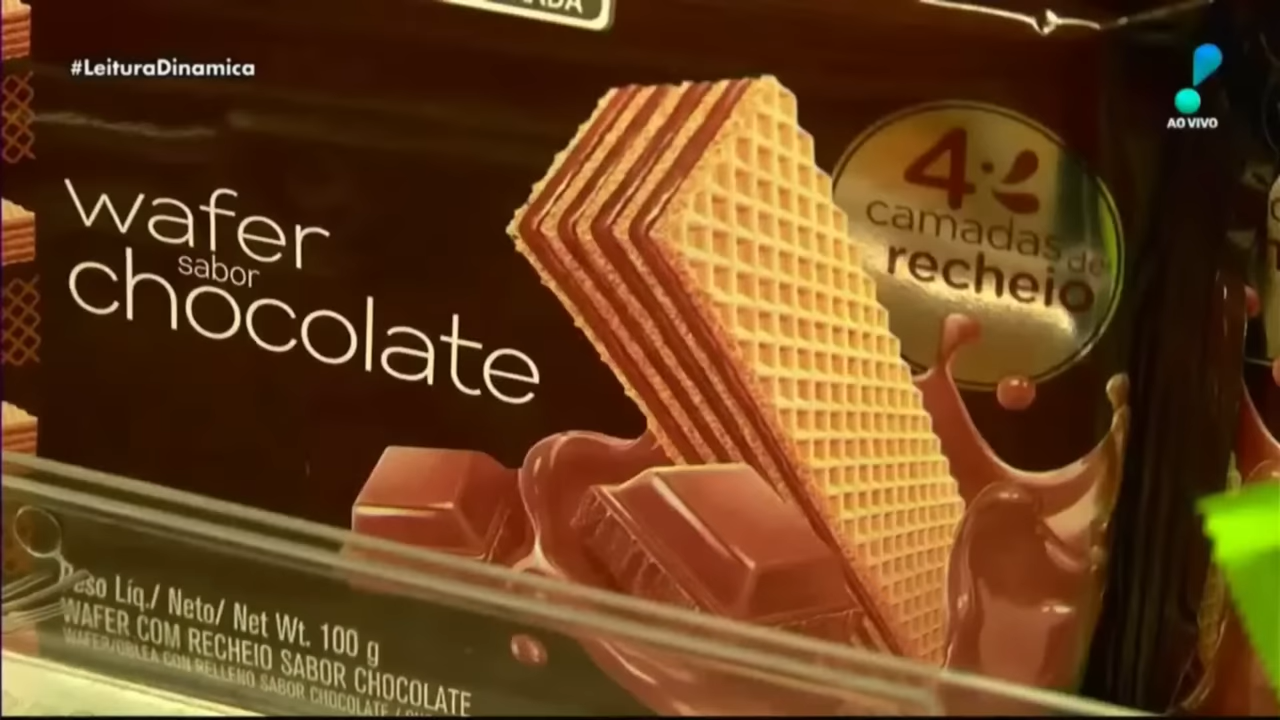 #LeituraDinamica
AO VIVO
wafer
sabor
chocolate
4
camadas de
recheio
Peso Líq./ Neto/ Net Wt. 100 g
WAFER COM RECHEIO SABOR CHOCOLATE
WAFER/OBLEA CON RELLENO SABOR CHOCOLATE /